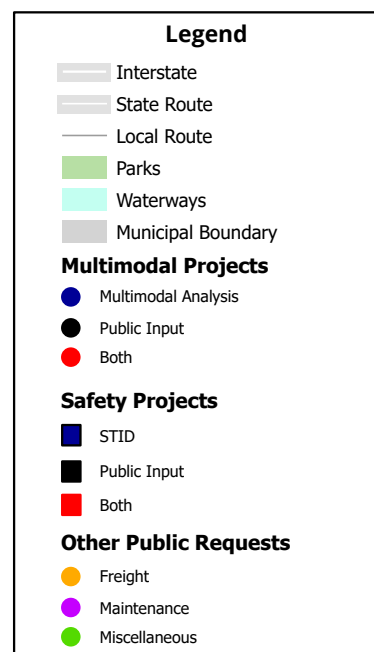 Legend
Interstate
State Route
Local Route
Parks
Waterways
Municipal Boundary
Multimodal Projects
Multimodal Analysis
Public Input
Both
Safety Projects
STID
Public Input
Both
Other Public Requests
Freight
Maintenance
Miscellaneous